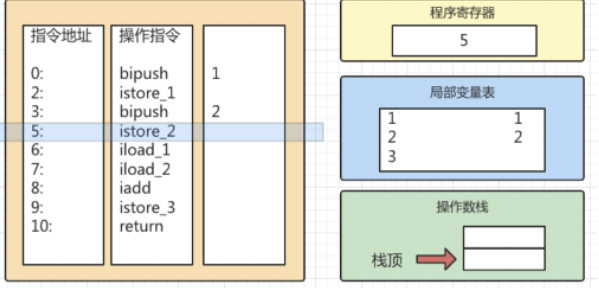 指令地址 操作指令
0: bipush 1
2: istore_1
3: bipush 2
5: istore_2
6: iload_1
7: iload_2
8: iadd
9: istore_3
10: return
程序寄存器
5
局部变量表
1 1
2 2
3
操作数栈
栈顶